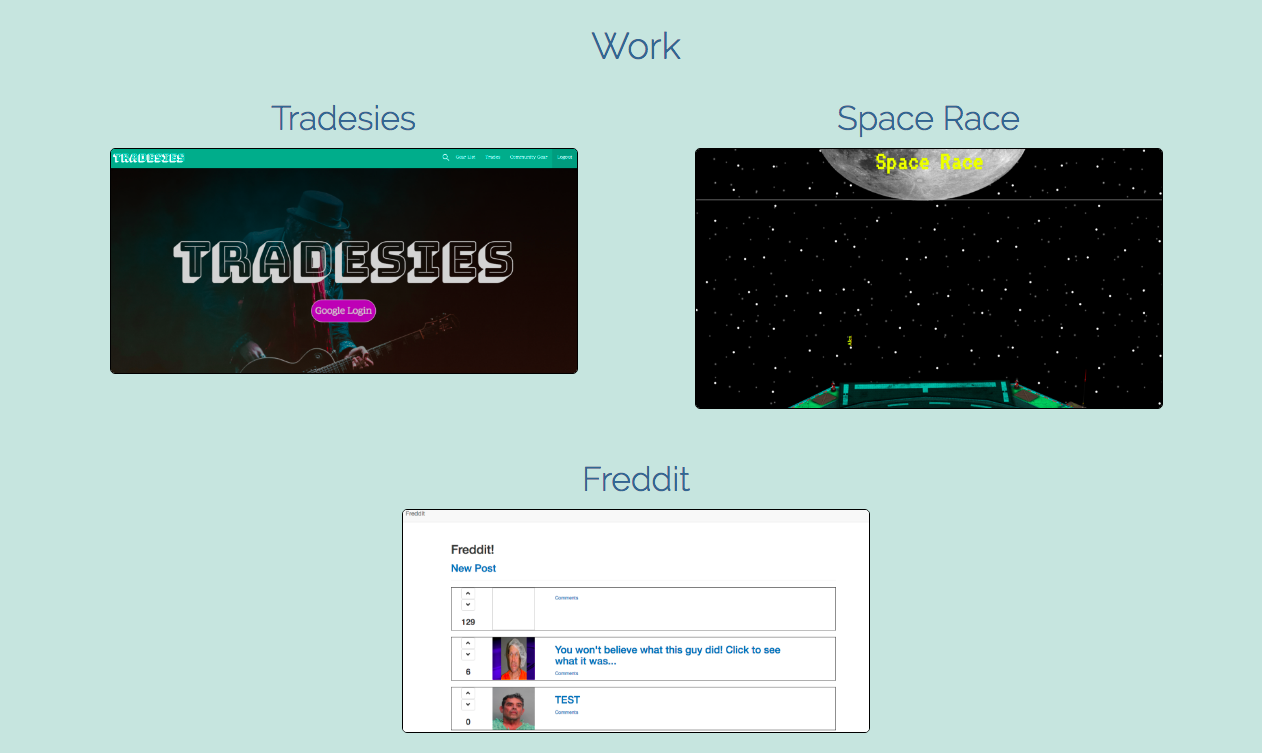 Work
Tradesies
Space Race
TRADESIES
Gear List Trades Community Gear Logout
TRADESIES
Google Login
Space Race
Freddit
Freddit
Freddit!
New Post
Comments
129
You won't believe what this guy did! Click to see
what it was...
Comments
6
TEST
Comments
0